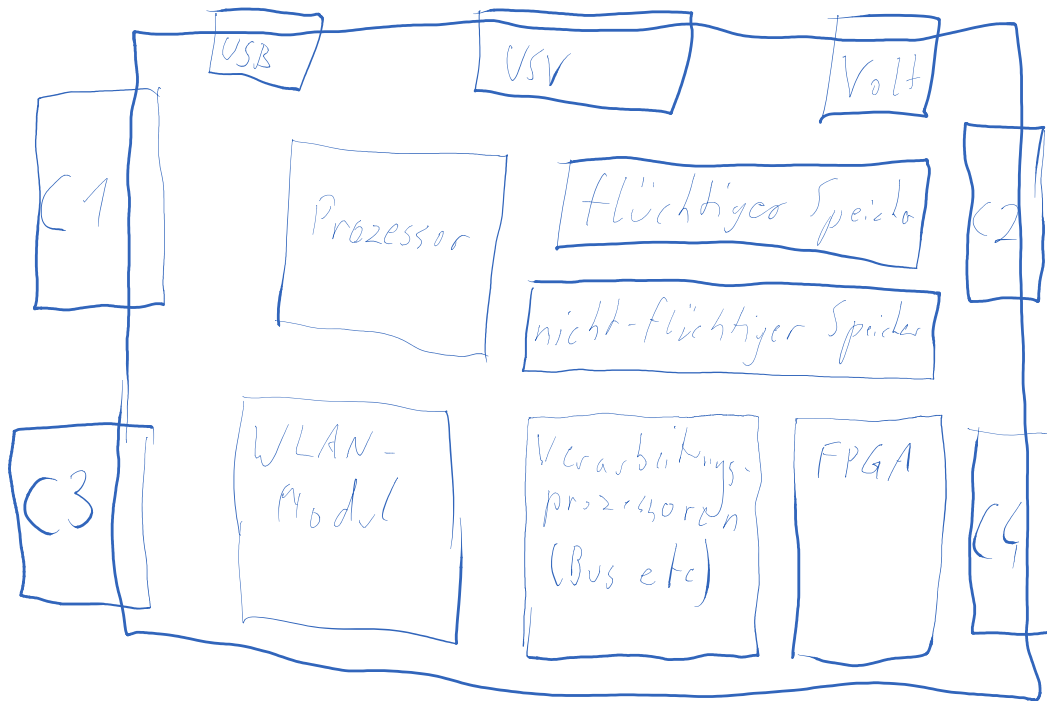 USB
USV
Volt
C1
Prozessor
flüchtiger Speicher
C2
nicht-flüchtiger Speicher
WLAN-
Modul
Verarbeitungs-
prozessoren
(Bus etc)
FPGA
C3
C4